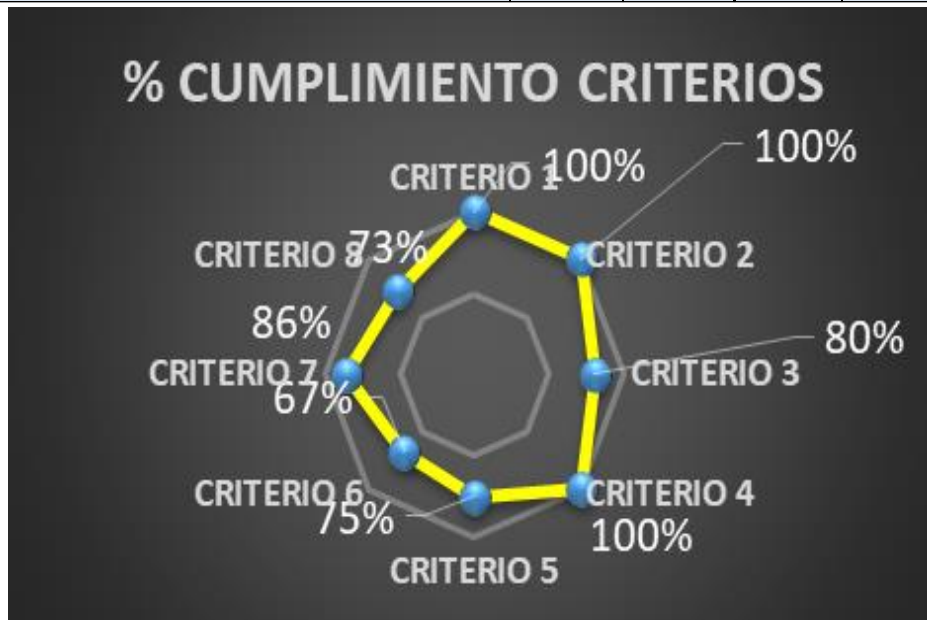 % CUMPLIMIENTO CRITERIOS
100%
100%
CRITERIO 1
73%
CRITERIO 8
CRITERIO 2
86%
80%
CRITERIO 7
CRITERIO 3
67%
CRITERIO 6
CRITERIO 4
75%
100%
CRITERIO 5